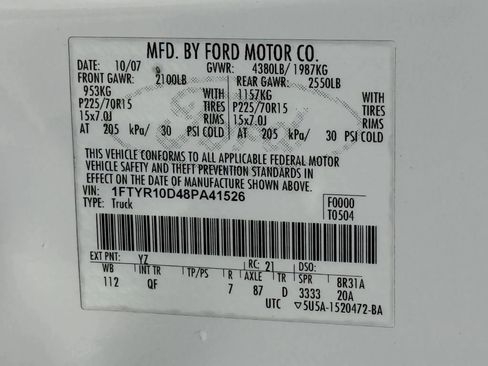 MFD. BY FORD MOTOR CO.
DATE: 10/07 GVWR: 4380LB/ 1987KG
FRONT GAWR: 2100LB REAR GAWR: 2550LB
953KG WITH 1157KG WITH
P225/70R15 TIRES P225/70R15 TIRES
15x7.0J RIMS 15x7.0J RIMS
AT 205 kPa/ 30 PSI COLD AT 205 kPa/ 30 PSI COLD
THIS VEHICLE CONFORMS TO ALL APPLICABLE FEDERAL MOTOR
VEHICLE SAFETY AND THEFT PREVENTION STANDARDS IN EFFECT
ON THE DATE OF MANUFACTURE SHOWN ABOVE.
VIN: 1FTYR10D48PA41526 F0000
TYPE: Truck T0504
EXT PNT: YZ RC: 21 DSO:
WB INT TR TP/PS R AXLE TR SPR 8R31A
112 QF 7 87 D 3333 20A
UTC ▽5U5A-1520472-BA
Ford